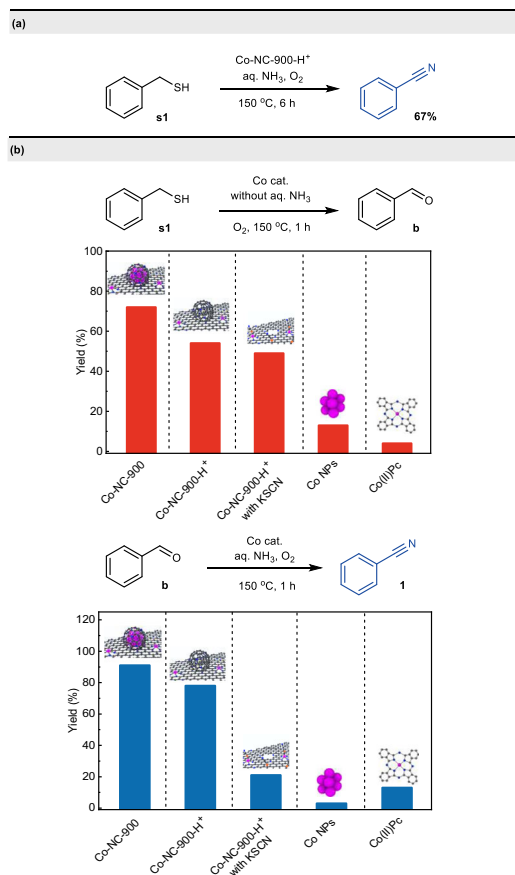 (a)
SH
s1
Co-NC-900-H⁺
aq. NH₃, O₂
150 °C, 6 h
N
67%
(b)
SH
s1
Co cat.
without aq. NH₃
O₂, 150 °C, 1 h
O
b
Yield (%)
100
80
60
40
20
0
Co-NC-900
Co-NC-900-H⁺
Co-NC-900-H⁺
with KSCN
Co NPs
Co(II)Pc
O
b
Co cat.
aq. NH₃, O₂
150 °C, 1 h
N
1
Yield (%)
120
100
80
60
40
20
0
Co-NC-900
Co-NC-900-H⁺
Co-NC-900-H⁺
with KSCN
Co NPs
Co(II)Pc